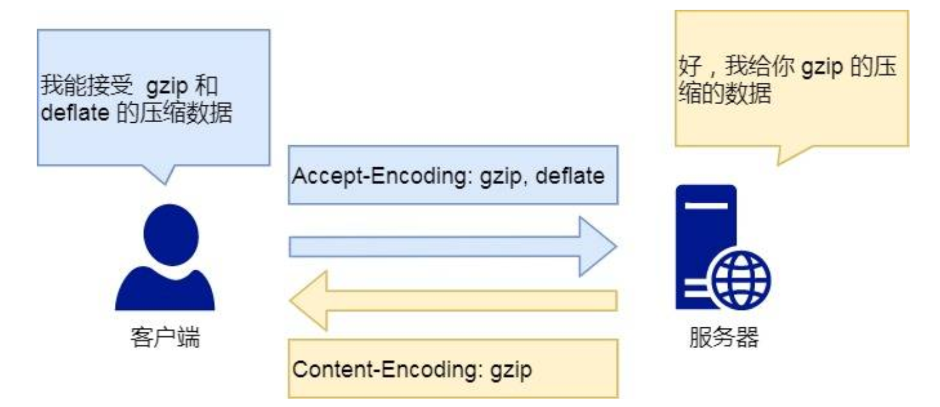 我能接受 gzip 和
deflate 的压缩数据
好，我给你 gzip 的压
缩的数据
Accept-Encoding: gzip, deflate
客户端
服务器
Content-Encoding: gzip